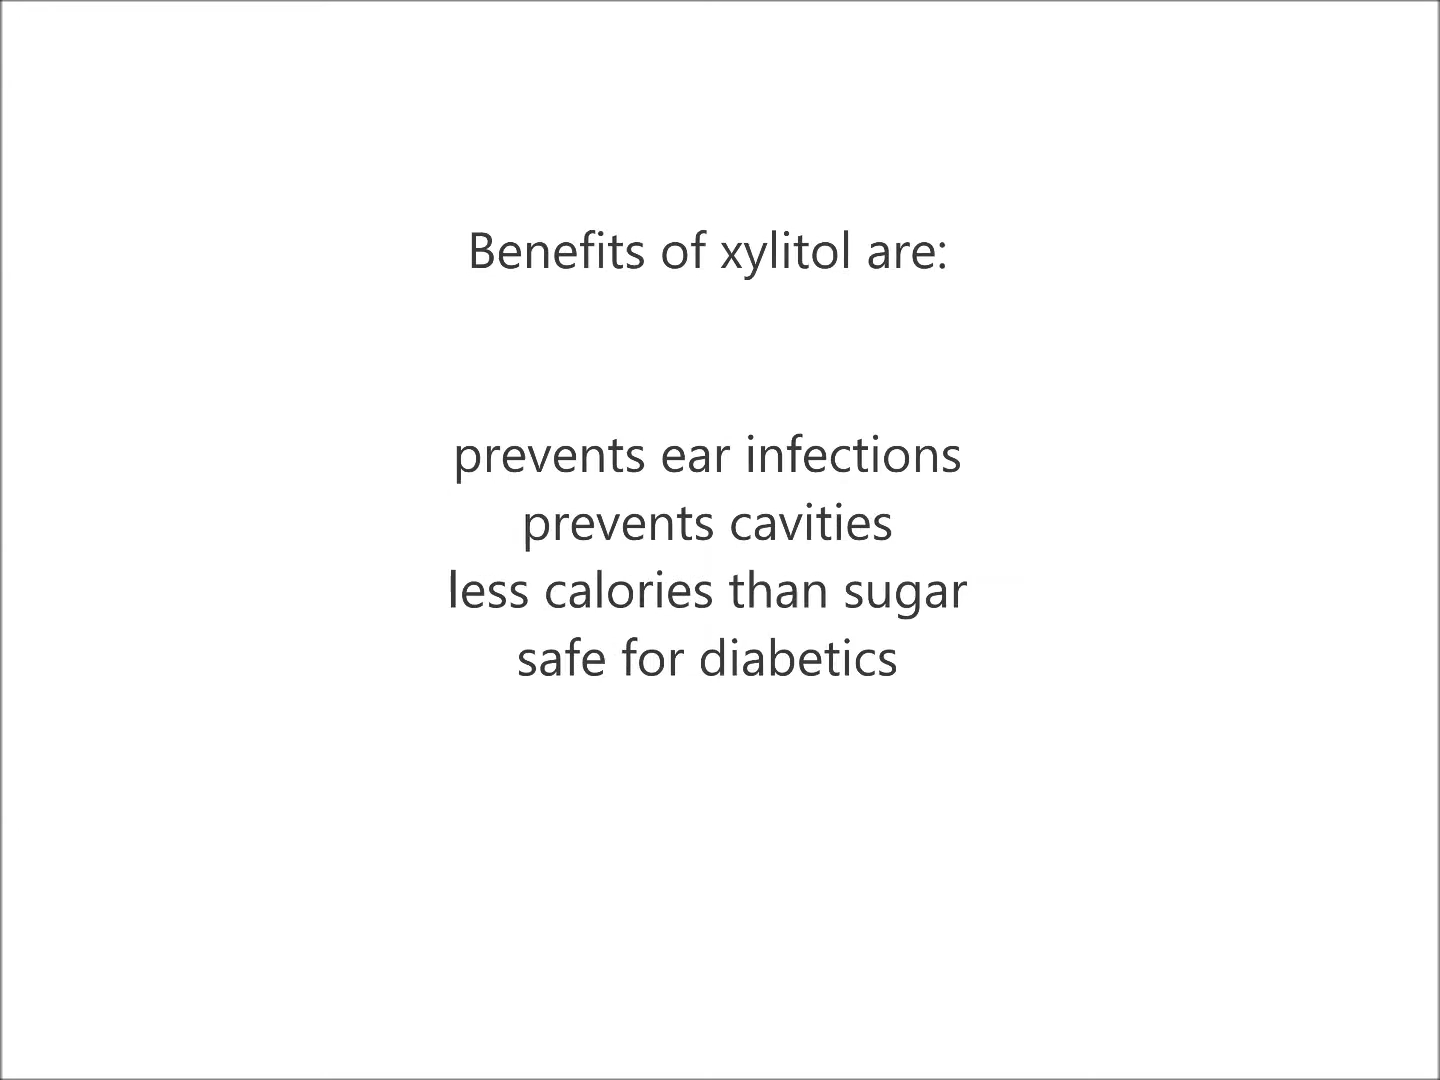 Benefits of xylitol are:
prevents ear infections
prevents cavities
less calories than sugar
safe for diabetics